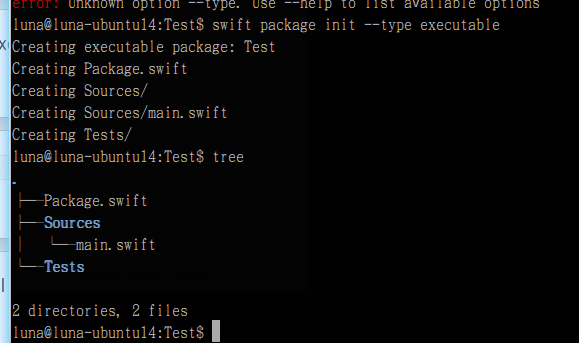 error: Unknown option --type. Use --help to list available options
luna@luna-ubuntu14:Test$ swift package init --type executable
Creating executable package: Test
Creating Package.swift
Creating Sources/
Creating Sources/main.swift
Creating Tests/
luna@luna-ubuntu14:Test$ tree
.
├──Package.swift
├──Sources
│   └──main.swift
└──Tests
2 directories, 2 files
luna@luna-ubuntu14:Test$